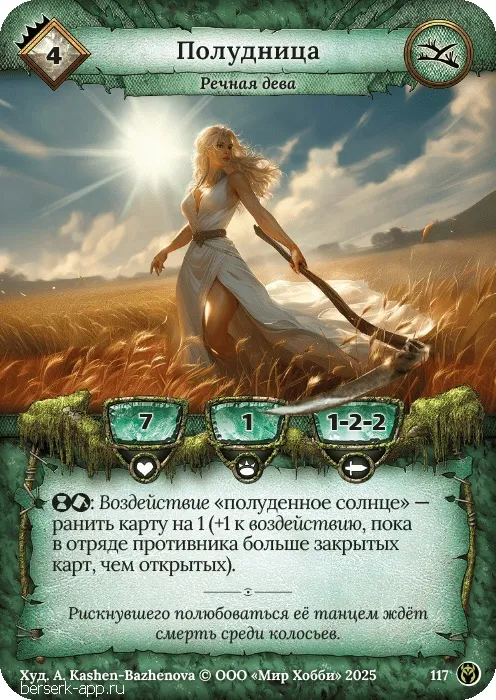 4
Полудница
Речная дева
7
1
1-2-2
: Воздействие «полуденное солнце» —
ранить карту на 1 (+1 к воздействию, пока
в отряде противника больше закрытых
карт, чем открытых).
Рискнувшего полюбоваться её танцем ждёт
смерть среди колосьев.
Худ. A. Kashen-Bazhenova © ООО «Мир Хобби» 2025
117
berserk-app.ru